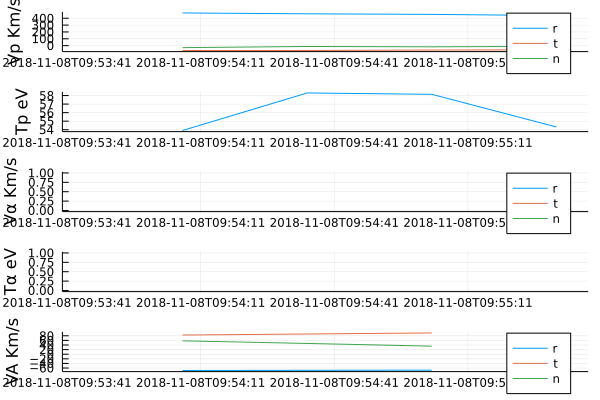 Vp Km/s
400
300
200
100
0
r
t
n
2018-11-08T09:53:41 2018-11-08T09:54:11 2018-11-08T09:54:41 2018-11-08T09:5
Tp eV
58
57
56
55
54
2018-11-08T09:53:41 2018-11-08T09:54:11 2018-11-08T09:54:41 2018-11-08T09:55:11
Vα Km/s
1.00
0.75
0.50
0.25
0.00
r
t
n
2018-11-08T09:53:41 2018-11-08T09:54:11 2018-11-08T09:54:41 2018-11-08T09:5
Tα eV
1.00
0.75
0.50
0.25
0.00
2018-11-08T09:53:41 2018-11-08T09:54:11 2018-11-08T09:54:41 2018-11-08T09:55:11
VA Km/s
80
60
r
t
n
2018-11-08T09:53:41 2018-11-08T09:54:11 2018-11-08T09:54:41 2018-11-08T09:5